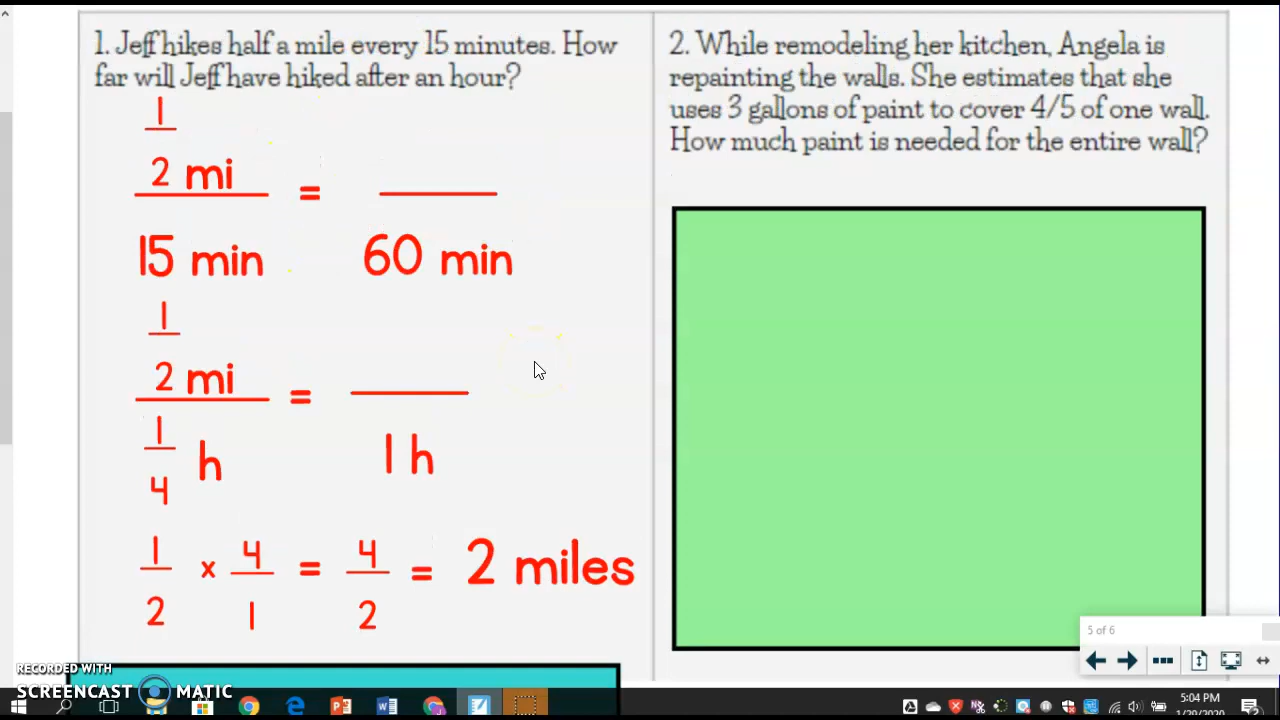 1. Jeff hikes half a mile every 15 minutes. How
far will Jeff have hiked after an hour?
1
2 mi
=
15 min
60 min
1
2 mi
=
1
4
h
1 h
1
2
x
4
1
=
4
2
=
2 miles
2. While remodeling her kitchen, Angela is
repainting the walls. She estimates that she
uses 3 gallons of paint to cover 4/5 of one wall.
How much paint is needed for the entire wall?
5 of 6
RECORDED WITH
SCREENCAST MATIC
5:04 PM
1/29/2020